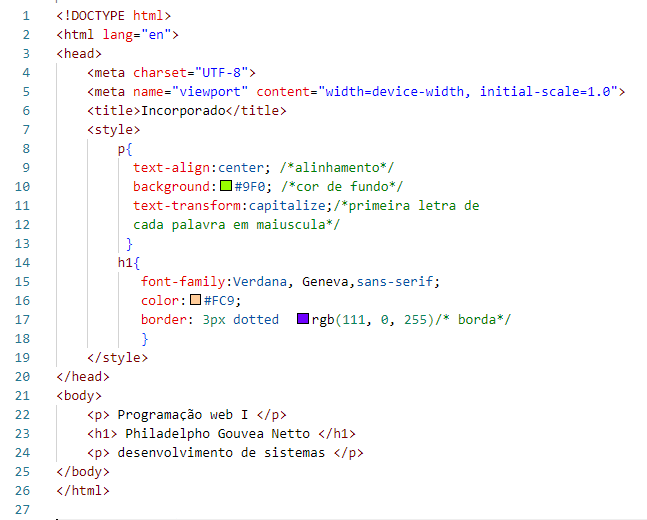 1 <!DOCTYPE html>
2 <html lang="en">
3 <head>
4     <meta charset="UTF-8">
5     <meta name="viewport" content="width=device-width, initial-scale=1.0">
6     <title>Incorporado</title>
7     <style>
8         p{
9           text-align:center; /*alinhamento*/
10           background:#9F0; /*cor de fundo*/
11           text-transform:capitalize;/*primeira letra de
12           cada palavra em maiuscula*/
13          }
14         h1{
15            font-family:Verdana, Geneva,sans-serif;
16            color:#FC9;
17            border: 3px dotted  rgb(111, 0, 255)/* borda*/
18            }
19     </style>
20 </head>
21 <body>
22     <p> Programação web I </p>
23     <h1> Philadelpho Gouvea Netto </h1>
24     <p> desenvolvimento de sistemas </p>
25 </body>
26 </html>
27